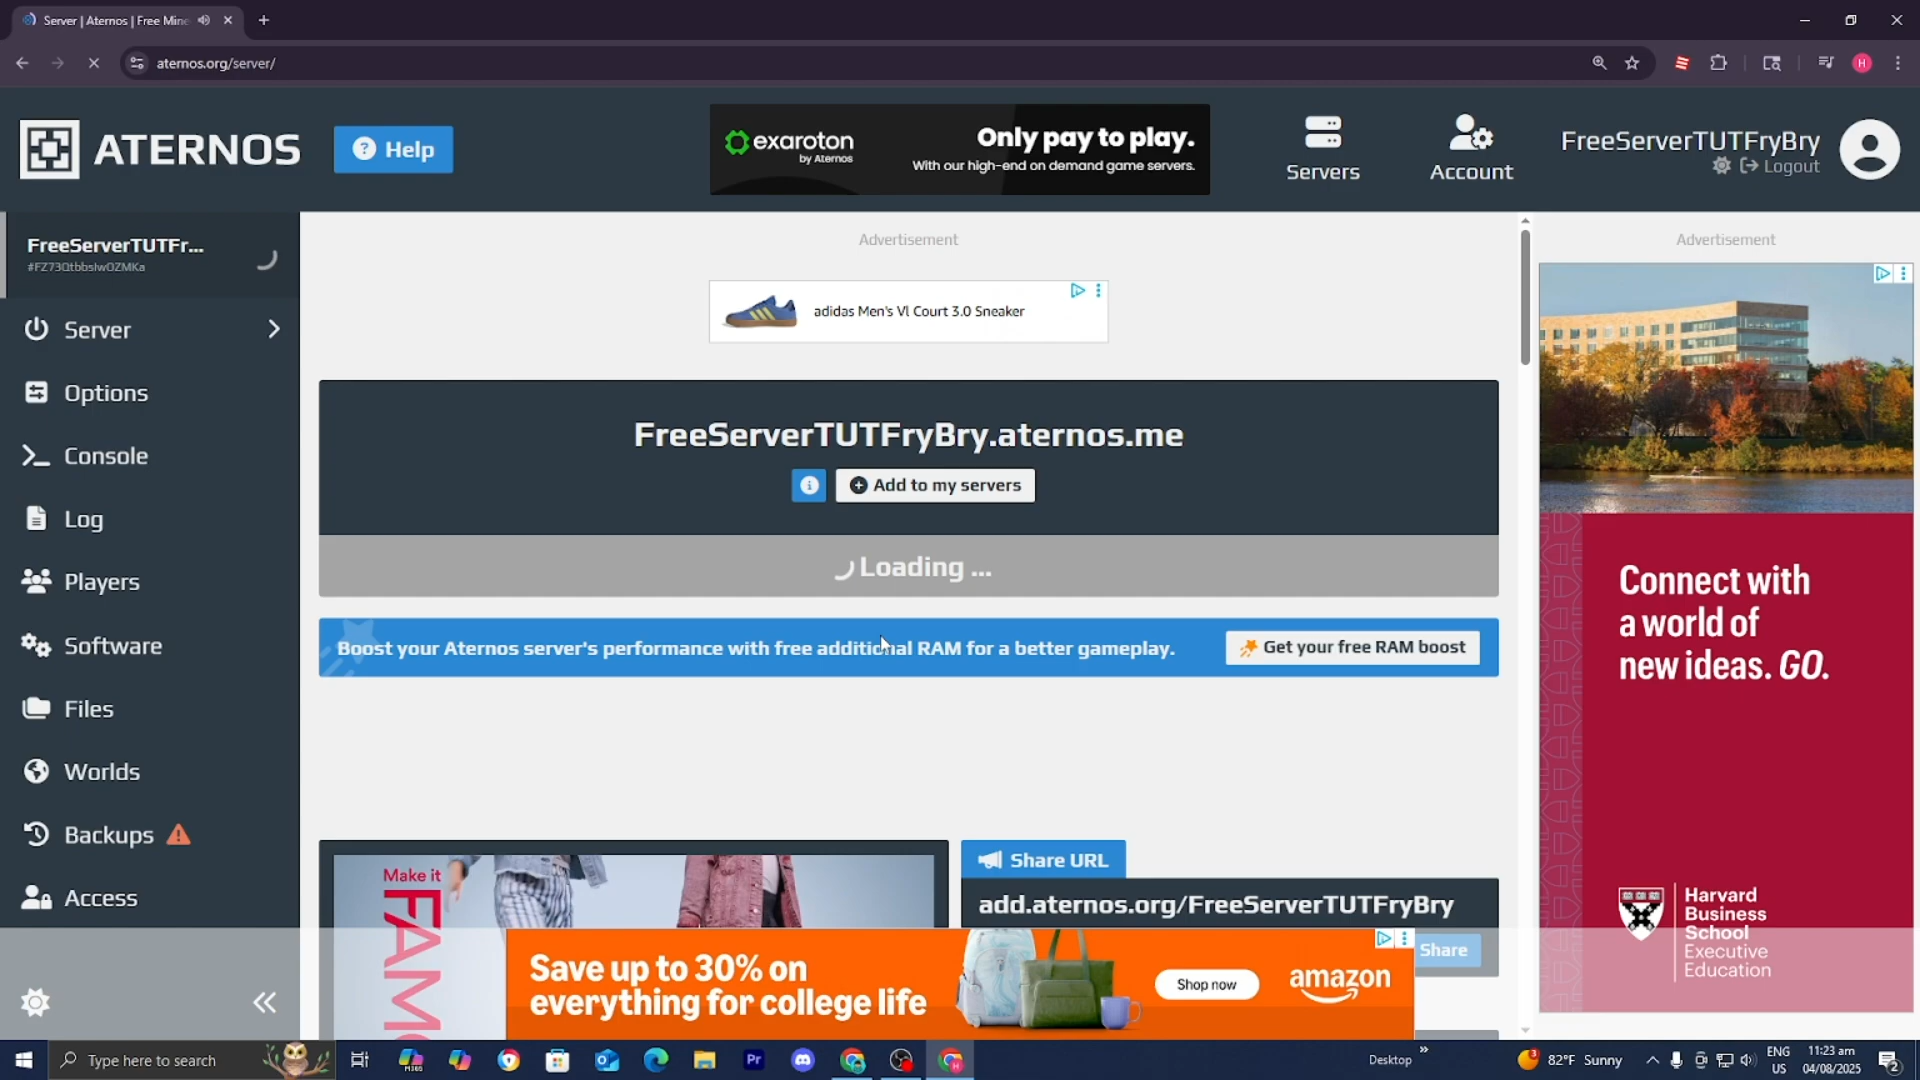 Server | Aternos | Free Mine
aternos.org/server/
H
ATERNOS
Help
exaroton
by Aternos
Only pay to play.
With our high-end on demand game servers.
Servers
Account
FreeServerTUTFryBry
Logout
FreeServerTUTFr...
Server
Options
Console
Log
Players
Software
Files
Worlds
Backups
Access
Advertisement
adidas Men's Vl Court 3.0 Sneaker
FreeServerTUTFryBry.aternos.me
Add to my servers
Loading ...
Boost your Aternos server's performance with free additional RAM for a better gameplay.
Get your free RAM boost
Make it
FAMO
Share URL
add.aternos.org/FreeServerTUTFryBry
Share
Save up to 30% on
everything for college life
Shop now
amazon
Advertisement
Connect with
a world of
new ideas. GO.
Harvard
Business
School
Executive
Education
Type here to search
M365
Pr
H
Desktop
3
82°F Sunny
ENG
US
11:23 am
04/08/2025
2